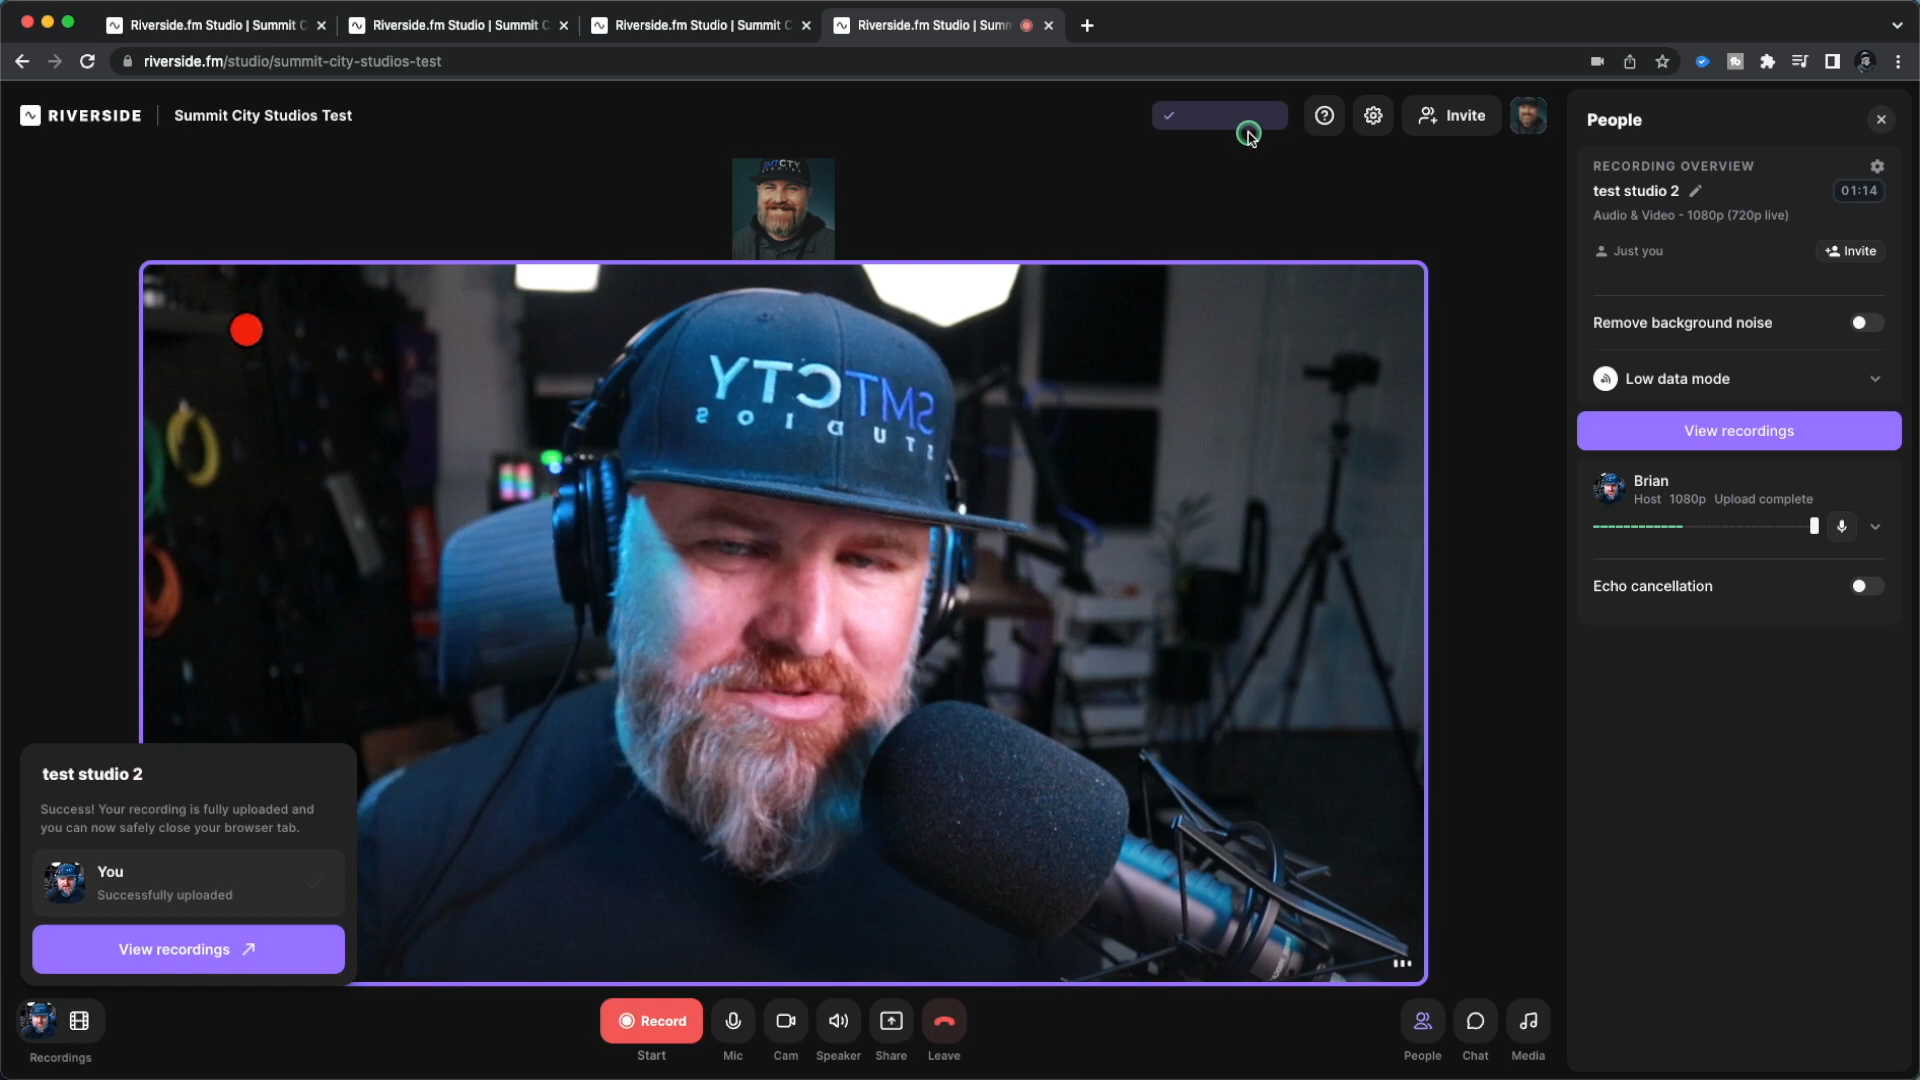 Riverside.fm Studio | Summit C
Riverside.fm Studio | Summit C
Riverside.fm Studio | Summit C
Riverside.fm Studio | Sumn
riverside.fm/studio/summit-city-studios-test
RIVERSIDE
Summit City Studios Test
Invite
People
RECORDING OVERVIEW
test studio 2
01:14
Audio & Video - 1080p (720p live)
Just you
Invite
Remove background noise
Low data mode
View recordings
Brian
Host 1080p Upload complete
Echo cancellation
SMTCTY
SMTCTY
STUDIOS
test studio 2
Success! Your recording is fully uploaded and
you can now safely close your browser tab.
You
Successfully uploaded
View recordings
Recordings
Record
Start
Mic
Cam
Speaker
Share
Leave
People
Chat
Media